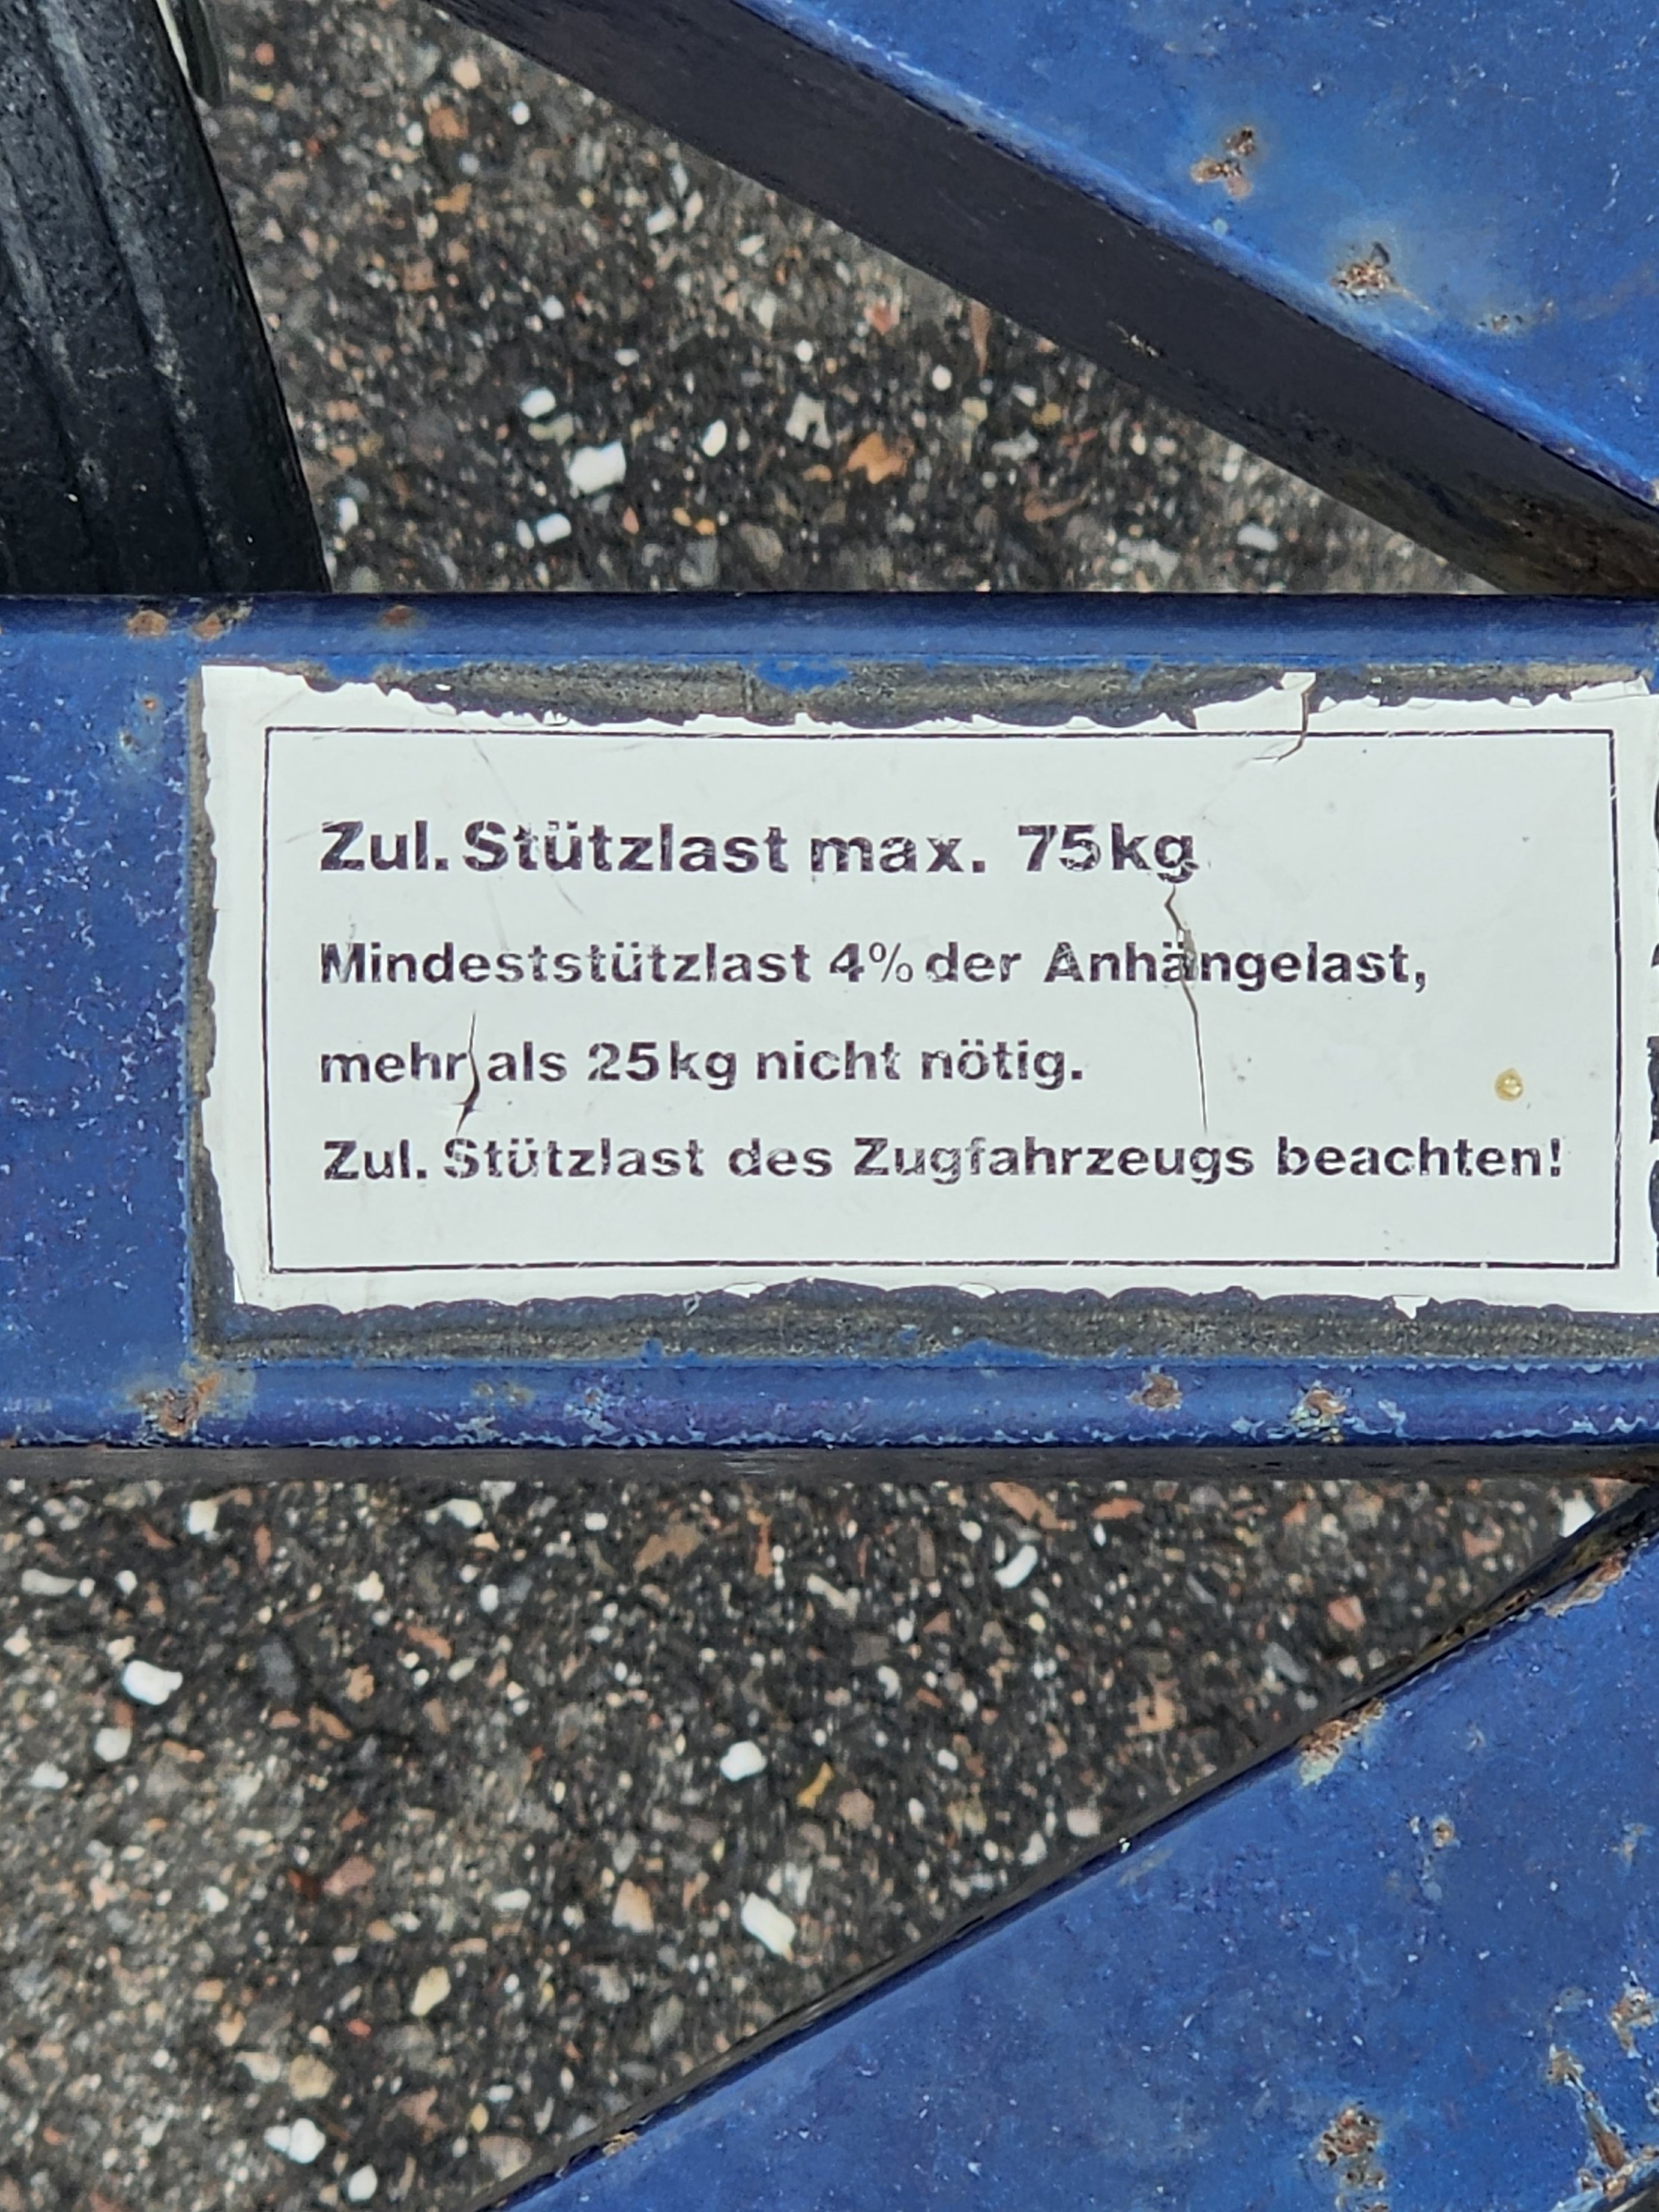 Zul. Stützlast max. 75kg
Mindeststützlast 4% der Anhängelast,
mehr als 25kg nicht nötig.
Zul. Stützlast des Zugfahrzeugs beachten!